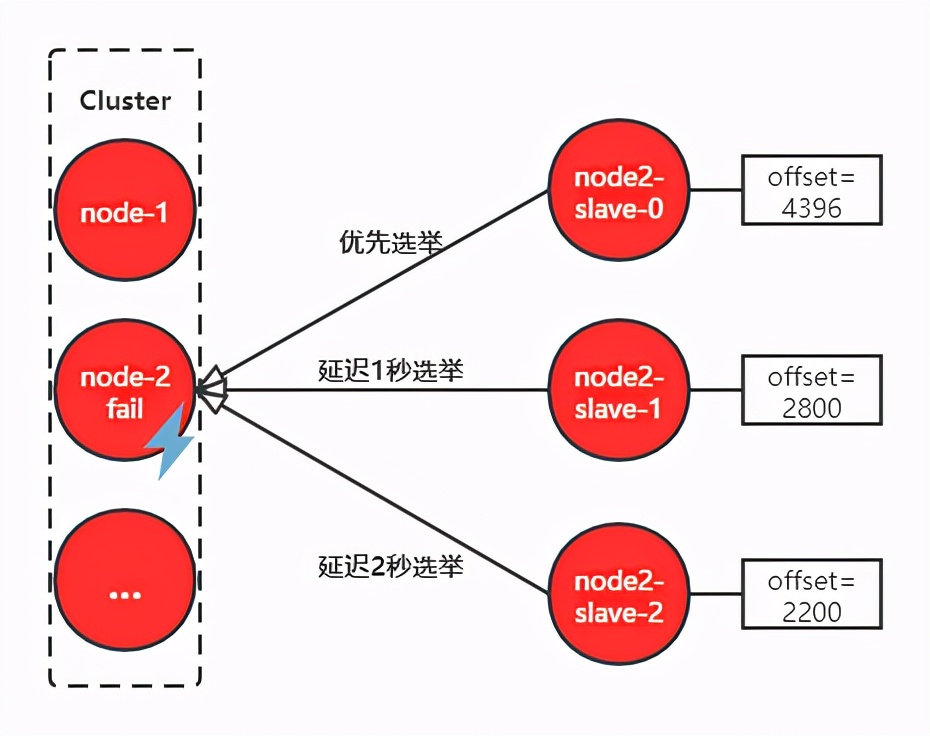 Cluster
node-1
node-2
fail
...
优先选举
延迟1秒选举
延迟2秒选举
node2-
slave-0
offset=
4396
node2-
slave-1
offset=
2800
node2-
slave-2
offset=
2200